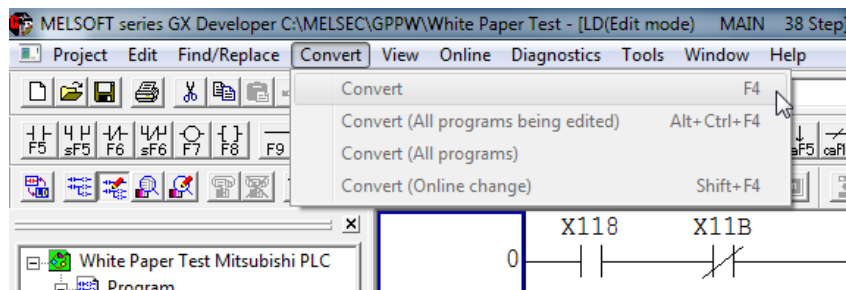 MELSOFT series GX Developer C:\MELSEC\GPPW\White Paper Test - [LD(Edit mode) MAIN 38 Step]
Project Edit Find/Replace Convert View Online Diagnostics Tools Window Help
Convert F4
Convert (All programs being edited) Alt+Ctrl+F4
Convert (All programs)
Convert (Online change) Shift+F4
F5 sF5 F6 sF6 F7 F8 F9
X118 X11B
0
White Paper Test Mitsubishi PLC
Program